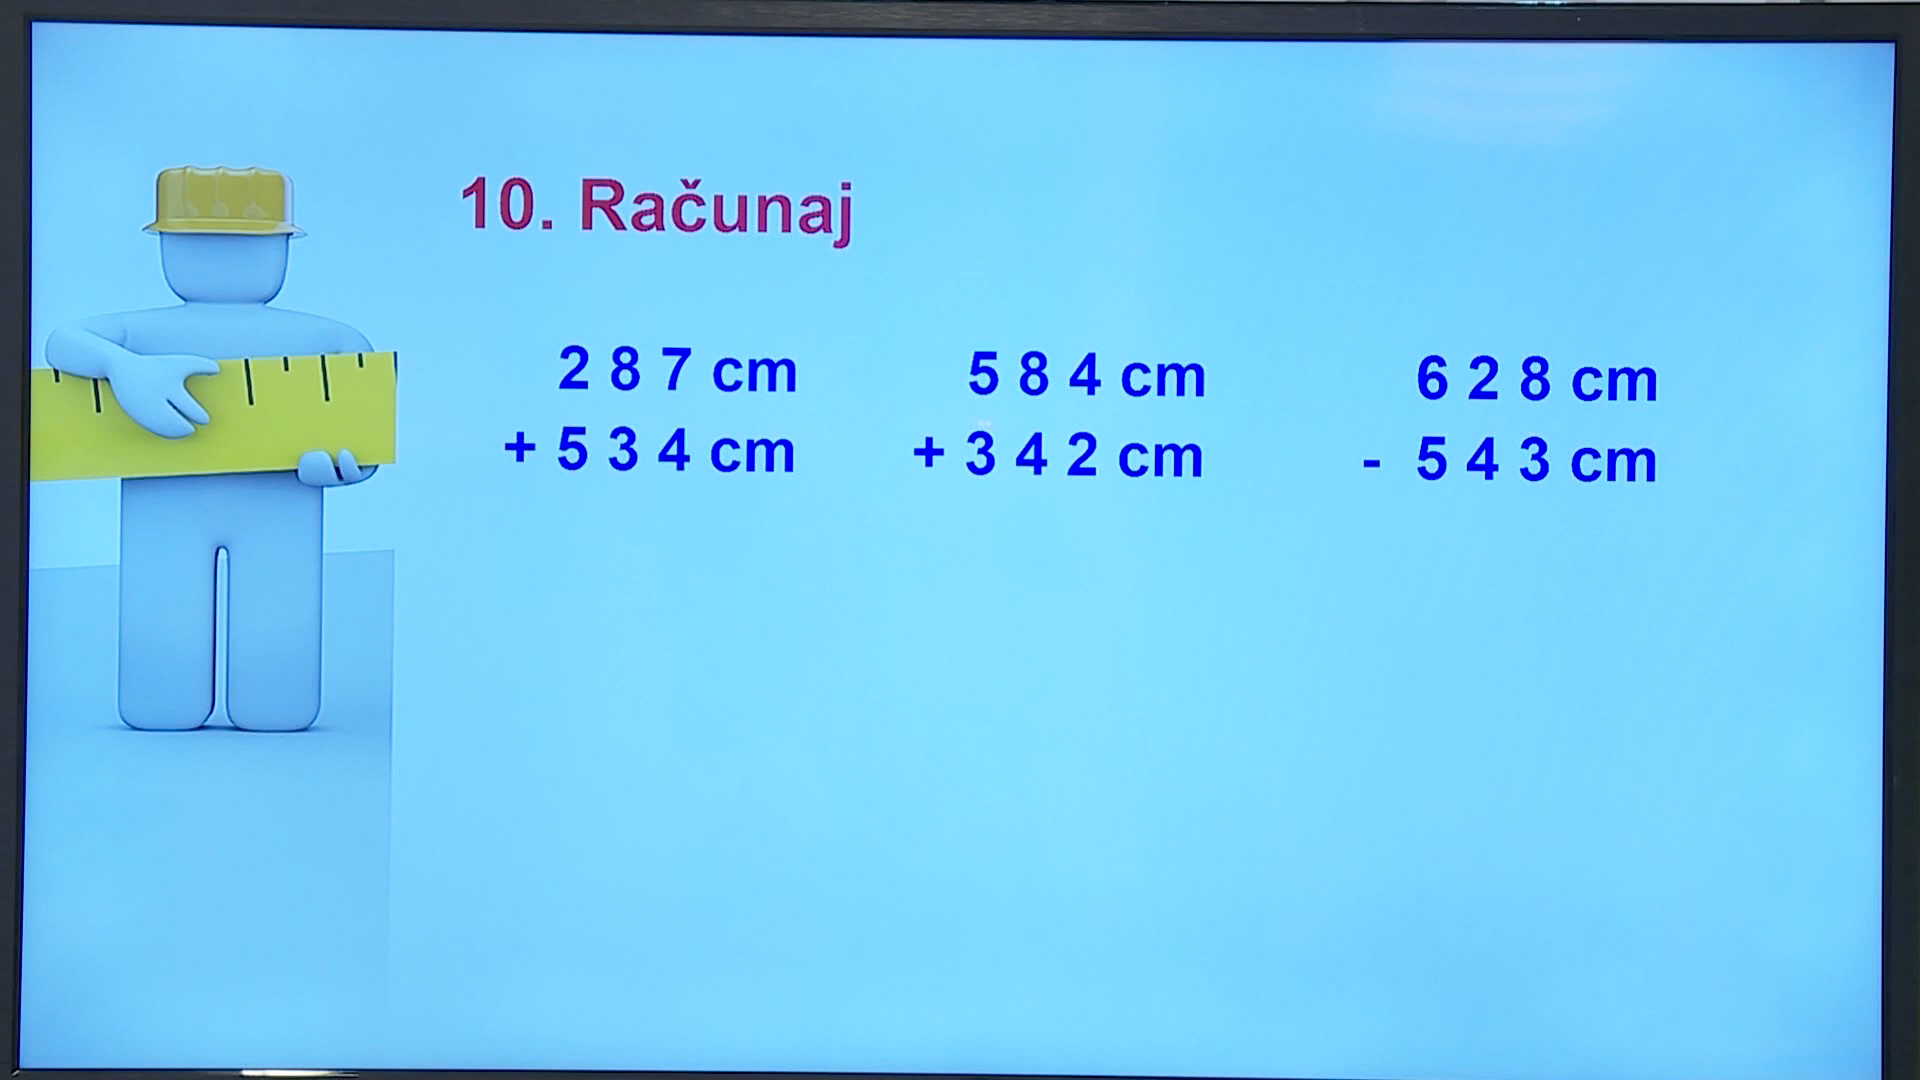 10. Računaj
2 8 7 cm
+ 5 3 4 cm
5 8 4 cm
+ 3 4 2 cm
6 2 8 cm
- 5 4 3 cm